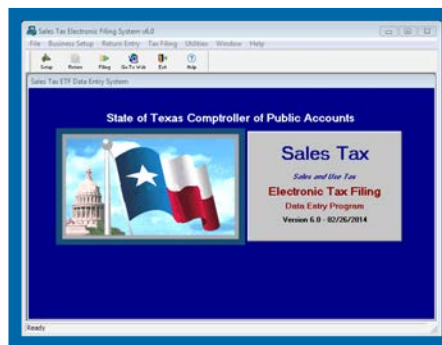 Sales Tax Electronic Filing System v6.0
File Business Setup Return Entry Tax Filing Utilities Window Help
Setup Return Filing Go To Web Exit Help
Sales Tax ETF Data Entry System
State of Texas Comptroller of Public Accounts
Sales Tax
Sales and Use Tax
Electronic Tax Filing
Data Entry Program
Version 6.0 - 02/26/2014
Ready